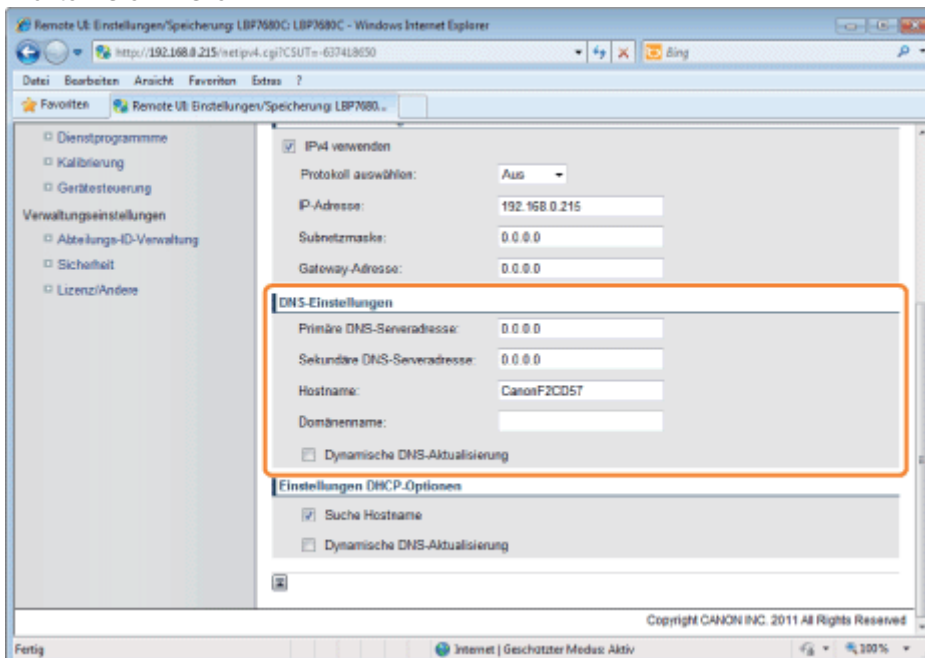 Remote UI: Einstellungen/Speicherung: LBP7680C: LBP7680C - Windows Internet Explorer
http://192.168.0.215/netipv4.cgi?CSUT=-637418650
Bing
Datei Bearbeiten Ansicht Favoriten Extras ?
Favoriten Remote UI: Einstellungen/Speicherung: LBP7680...
Dienstprogrammme
Kalibrierung
Gerätesteuerung
Verwaltungseinstellungen
Abteilungs-ID-Verwaltung
Sicherheit
Lizenz/Andere
IPv4 verwenden
Protokoll auswählen: Aus
IP-Adresse: 192.168.0.215
Subnetzmaske: 0.0.0.0
Gateway-Adresse: 0.0.0.0
DNS-Einstellungen
Primäre DNS-Serveradresse: 0.0.0.0
Sekundäre DNS-Serveradresse: 0.0.0.0
Hostname: CanonF2CD57
Domänenname:
Dynamische DNS-Aktualisierung
Einstellungen DHCP-Optionen
Suche Hostname
Dynamische DNS-Aktualisierung
Copyright CANON INC. 2011 All Rights Reserved
Fertig Internet | Geschützter Modus: Aktiv 100%